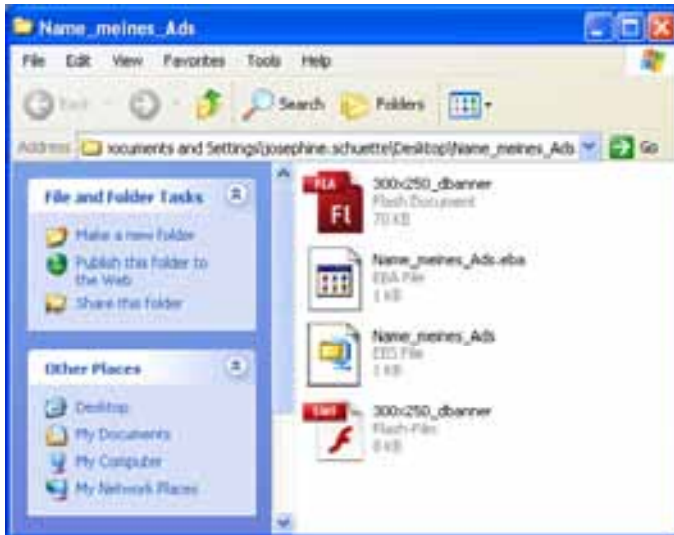 Name_meines_Ads
File Edit View Favorites Tools Help
Back Search Folders
Address ocuments and Settings\josephine.schuette\Desktop\Name_meines_Ads Go
File and Folder Tasks
Make a new folder
Publish this folder to
the Web
Share this folder
Other Places
Desktop
My Documents
My Computer
My Network Places
FLA
Fl
300x250_dbanner
Flash Document
70 KB
Name_meines_Ads.eba
EBA File
1 KB
Name_meines_Ads
EBS File
1 KB
SWF
300x250_dbanner
Flash-Film
8 KB